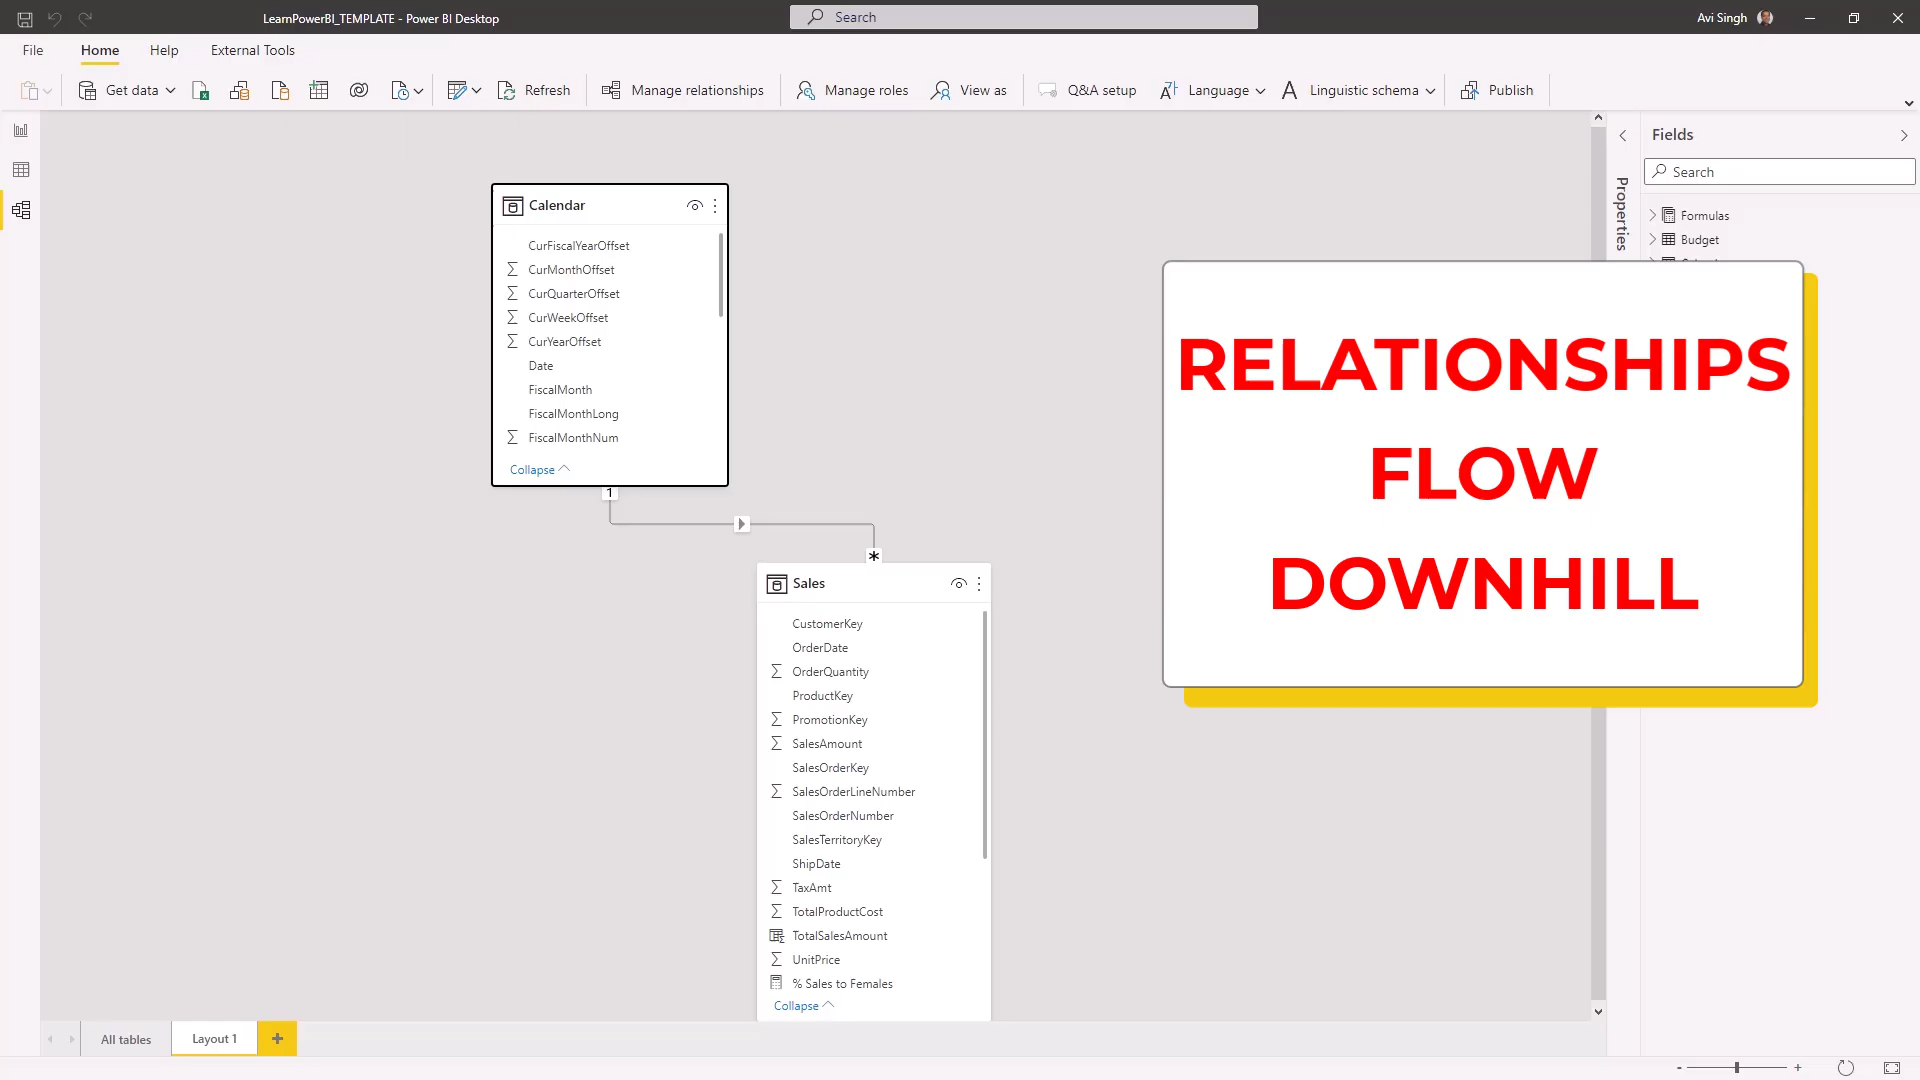 LearnPowerBI_TEMPLATE - Power BI Desktop
Search
Avi Singh
File
Home
Help
External Tools
Get data
Refresh
Manage relationships
Manage roles
View as
Q&A setup
Language
Linguistic schema
Publish
Calendar
CurFiscalYearOffset
CurMonthOffset
CurQuarterOffset
CurWeekOffset
CurYearOffset
Date
FiscalMonth
FiscalMonthLong
FiscalMonthNum
Collapse
1
*
Sales
CustomerKey
OrderDate
OrderQuantity
ProductKey
PromotionKey
SalesAmount
SalesOrderKey
SalesOrderLineNumber
SalesOrderNumber
SalesTerritoryKey
ShipDate
TaxAmt
TotalProductCost
TotalSalesAmount
UnitPrice
% Sales to Females
Collapse
Properties
Fields
Search
Formulas
Budget
RELATIONSHIPS
FLOW
DOWNHILL
All tables
Layout 1
+
- +